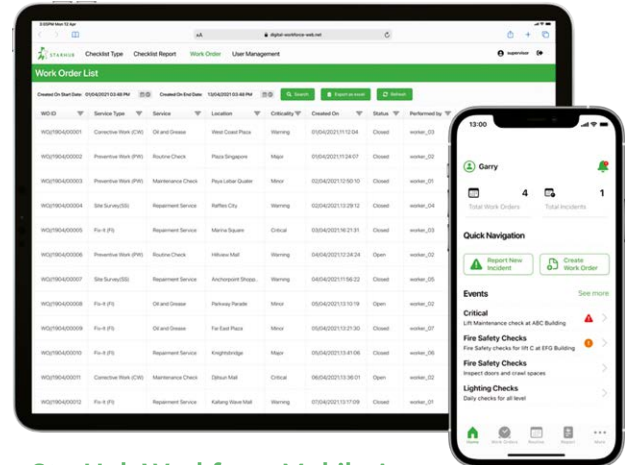 3:55PM Mon 12 Apr
AA digital-workforce-web.net
STARHUB Checklist Type Checklist Report Work Order User Management supervisor
Work Order List
Created On Start Date: 01/04/2021 03:48 PM Created On End Date: 13/04/2021 03:48 PM Search Export on excel Refresh
WO ID Service Type Service Location Criticality Created On Status Performed by
WO/1904/00001 Corrective Work (CW) Oil and Grease West Coast Plaza Warning 01/04/2021,11:12:04 Closed worker_03
WO/1904/00002 Preventive Work (PW) Routine Check Plaza Singapore Major 01/04/2021,11:24:07 Closed worker_02
WO/1904/00003 Preventive Work (PW) Maintenance Check Paya Lebar Quater Minor 02/04/2021,12:50:10 Closed worker_01
WO/1904/00004 Site Survey(SS) Repairment Service Raffles City Warning 02/04/2021,13:29:12 Closed worker_04
WO/1904/00005 Fix-It (FI) Repairment Service Marina Square Critical 03/04/2021,16:21:31 Closed worker_03
WO/1904/00006 Preventive Work (PW) Routine Check Hillview Mall Warning 04/04/2021,12:24:24 Open worker_02
WO/1904/00007 Site Survey(SS) Repairment Service Anchorpoint Shopp.. Warning 04/04/2021,11:56:22 Closed worker_05
WO/1904/00008 Fix-It (FI) Oil and Grease Parkway Parade Minor 05/04/2021,13:10:19 Open worker_02
WO/1904/00009 Fix-It (FI) Oil and Grease Far East Plaza Minor 05/04/2021,13:21:30 Closed worker_07
WO/1904/00010 Fix-It (FI) Repairment Service Knightsbridge Major 05/04/2021,13:41:06 Closed worker_06
WO/1904/00011 Corrective Work (CW) Maintenance Check Djitsun Mall Critical 06/04/2021,13:36:01 Open worker_02
WO/1904/00012 Fix-It (FI) Repairment Service Kallang Wave Mall Warning 07/04/2021,13:17:09 Closed worker_01
13:00
Garry
4 1
Total Work Orders Total Incidents
Quick Navigation
Report New Incident
Create Work Order
Events See more
Critical
Lift Maintenance check at ABC Building
Fire Safety Checks
Fire Safety checks for lift C at EFG Building
Fire Safety Checks
Inspect doors and crawl spaces
Lighting Checks
Daily checks for all level
Home Work Orders Routine Report More